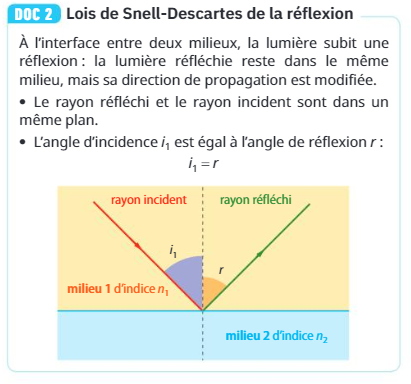 DOC 2 Lois de Snell-Descartes de la réflexion
À l'interface entre deux milieux, la lumière subit une
réflexion : la lumière réfléchie reste dans le même
milieu, mais sa direction de propagation est modifiée.
• Le rayon réfléchi et le rayon incident sont dans un
même plan.
• L'angle d'incidence i₁ est égal à l'angle de réflexion r :
i₁ = r
rayon incident
rayon réfléchi
i₁
r
milieu 1 d'indice n₁
milieu 2 d'indice n₂